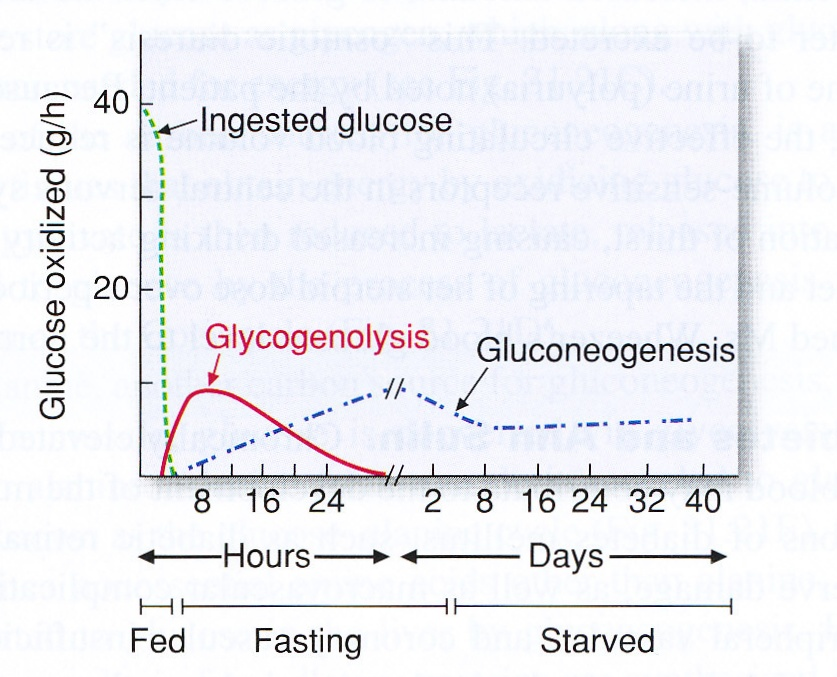 Glucose oxidized (g/h)
40
Ingested glucose
20
Glycogenolysis
Gluconeogenesis
8 16 24 2 8 16 24 32 40
Hours Days
Fed Fasting Starved